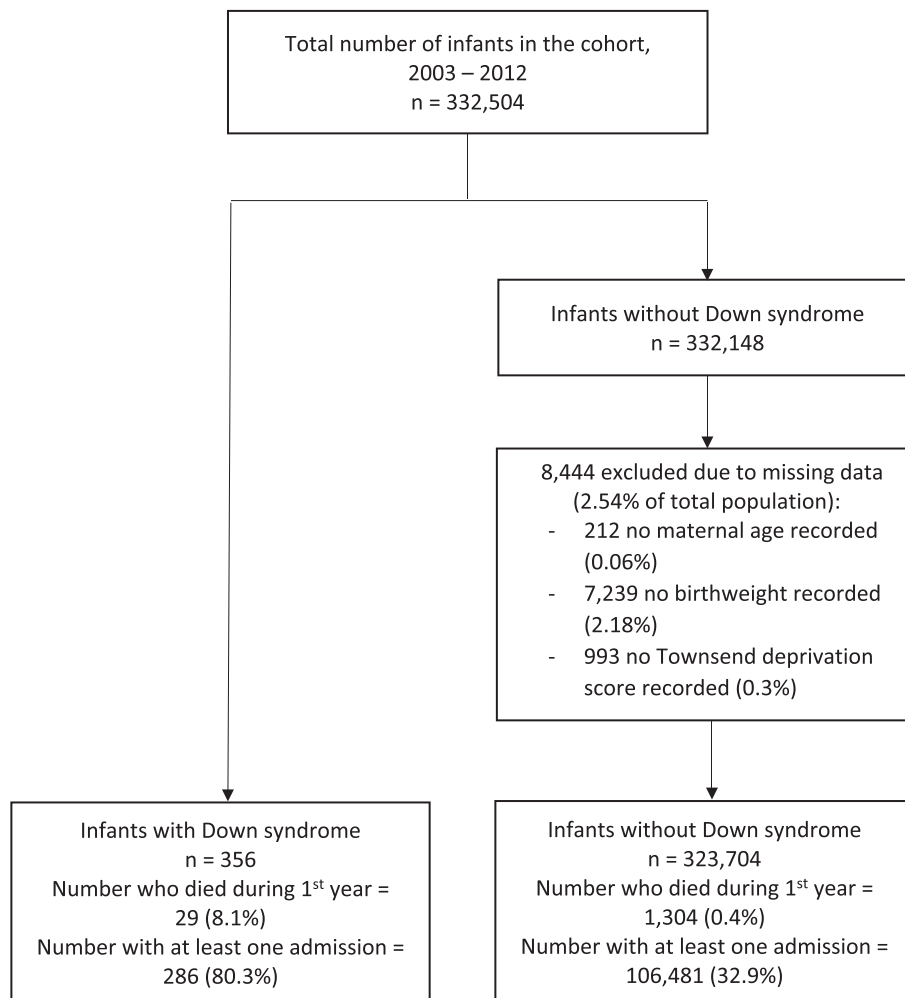 Total number of infants in the cohort,
2003 – 2012
n = 332,504
Infants without Down syndrome
n = 332,148
8,444 excluded due to missing data
(2.54% of total population):
- 212 no maternal age recorded
(0.06%)
- 7,239 no birthweight recorded
(2.18%)
- 993 no Townsend deprivation
score recorded (0.3%)
Infants with Down syndrome
n = 356
Number who died during 1st year =
29 (8.1%)
Number with at least one admission =
286 (80.3%)
Infants without Down syndrome
n = 323,704
Number who died during 1st year =
1,304 (0.4%)
Number with at least one admission =
106,481 (32.9%)